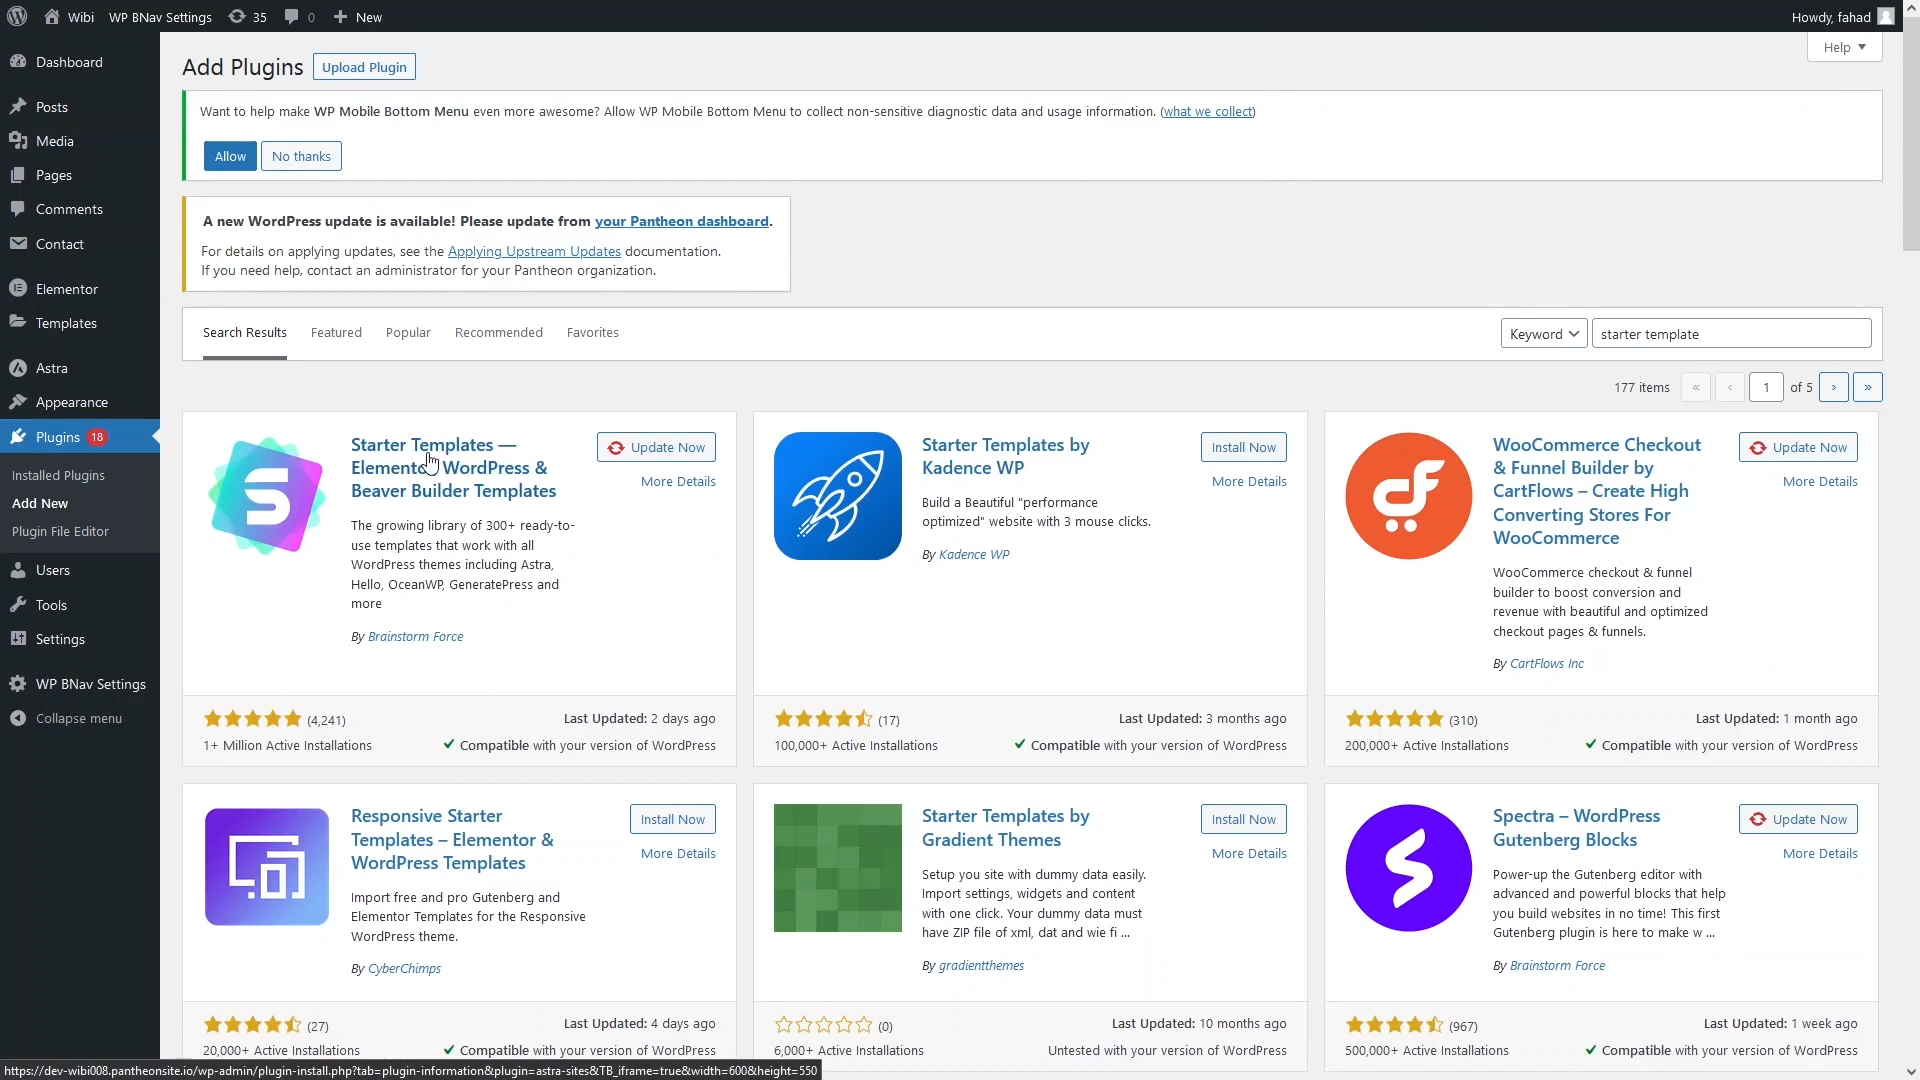 Wibi
WP BNav Settings
35
0
New
Howdy, fahad
Help
Dashboard
Posts
Media
Pages
Comments
Contact
Elementor
Templates
Astra
Appearance
Plugins 18
Installed Plugins
Add New
Plugin File Editor
Users
Tools
Settings
WP BNav Settings
Collapse menu
Add Plugins
Upload Plugin
Want to help make WP Mobile Bottom Menu even more awesome? Allow WP Mobile Bottom Menu to collect non-sensitive diagnostic data and usage information. (what we collect)
Allow
No thanks
A new WordPress update is available! Please update from your Pantheon dashboard.
For details on applying updates, see the Applying Upstream Updates documentation.
If you need help, contact an administrator for your Pantheon organization.
Search Results
Featured
Popular
Recommended
Favorites
Keyword
starter template
177 items
«
‹
1
of 5
›
»
Starter Templates —
Elementor, WordPress &
Beaver Builder Templates
Update Now
More Details
The growing library of 300+ ready-to-
use templates that work with all
WordPress themes including Astra,
Hello, OceanWP, GeneratePress and
more
By Brainstorm Force
(4,241)
Last Updated: 2 days ago
1+ Million Active Installations
Compatible with your version of WordPress
Starter Templates by
Kadence WP
Install Now
More Details
Build a Beautiful "performance
optimized" website with 3 mouse clicks.
By Kadence WP
(17)
Last Updated: 3 months ago
100,000+ Active Installations
Compatible with your version of WordPress
WooCommerce Checkout
& Funnel Builder by
CartFlows – Create High
Converting Stores For
WooCommerce
Update Now
More Details
WooCommerce checkout & funnel
builder to boost conversion and
revenue with beautiful and optimized
checkout pages & funnels.
By CartFlows Inc
(310)
Last Updated: 1 month ago
200,000+ Active Installations
Compatible with your version of WordPress
Responsive Starter
Templates – Elementor &
WordPress Templates
Install Now
More Details
Import free and pro Gutenberg and
Elementor Templates for the Responsive
WordPress theme.
By CyberChimps
(27)
Last Updated: 4 days ago
20,000+ Active Installations
Compatible with your version of WordPress
Starter Templates by
Gradient Themes
Install Now
More Details
Setup you site with dummy data easily.
Import settings, widgets and content
with one click. Your dummy data must
have ZIP file of xml, dat and wie fi ...
By gradientthemes
(0)
Last Updated: 10 months ago
6,000+ Active Installations
Untested with your version of WordPress
Spectra – WordPress
Gutenberg Blocks
Update Now
More Details
Power-up the Gutenberg editor with
advanced and powerful blocks that help
you build websites in no time! This first
Gutenberg plugin is here to make w ...
By Brainstorm Force
(967)
Last Updated: 1 week ago
500,000+ Active Installations
Compatible with your version of WordPress
https://dev-wibi008.pantheonsite.io/wp-admin/plugin-install.php?tab=plugin-information&plugin=astra-sites&TB_iframe=true&width=600&height=550